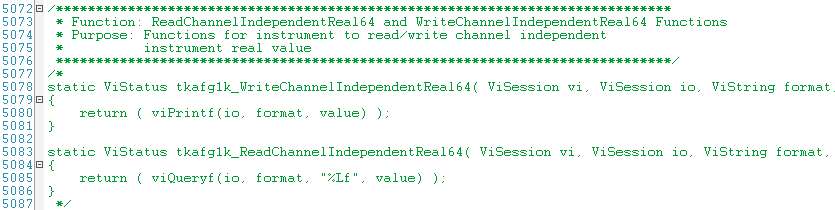 5072 /*****************************************************************************
5073 * Function: ReadChannelIndependentReal64 and WriteChannelIndependentReal64 Functions
5074 * Purpose: Functions for instrument to read/write channel independent
5075 * instrument real value
5076 *****************************************************************************/
5077 /*
5078 static ViStatus tkafg1k_WriteChannelIndependentReal64( ViSession vi, ViSession io, ViString format,
5079 {
5080 return ( viPrintf(io, format, value) );
5081 }
5082
5083 static ViStatus tkafg1k_ReadChannelIndependentReal64( ViSession vi, ViSession io, ViString format,
5084 {
5085 return ( viQueryf(io, format, "%Lf", value) );
5086 }
5087 */